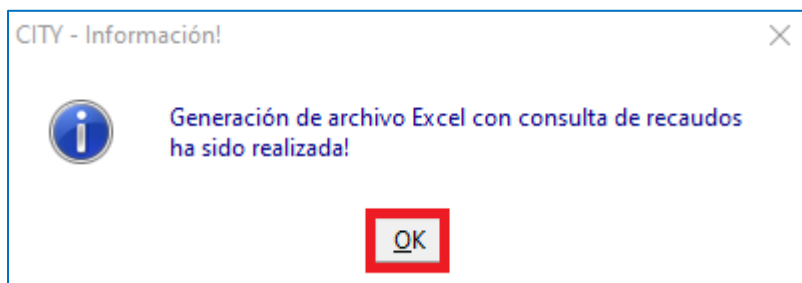 CITY - Información!
Generación de archivo Excel con consulta de recaudos
ha sido realizada!
OK